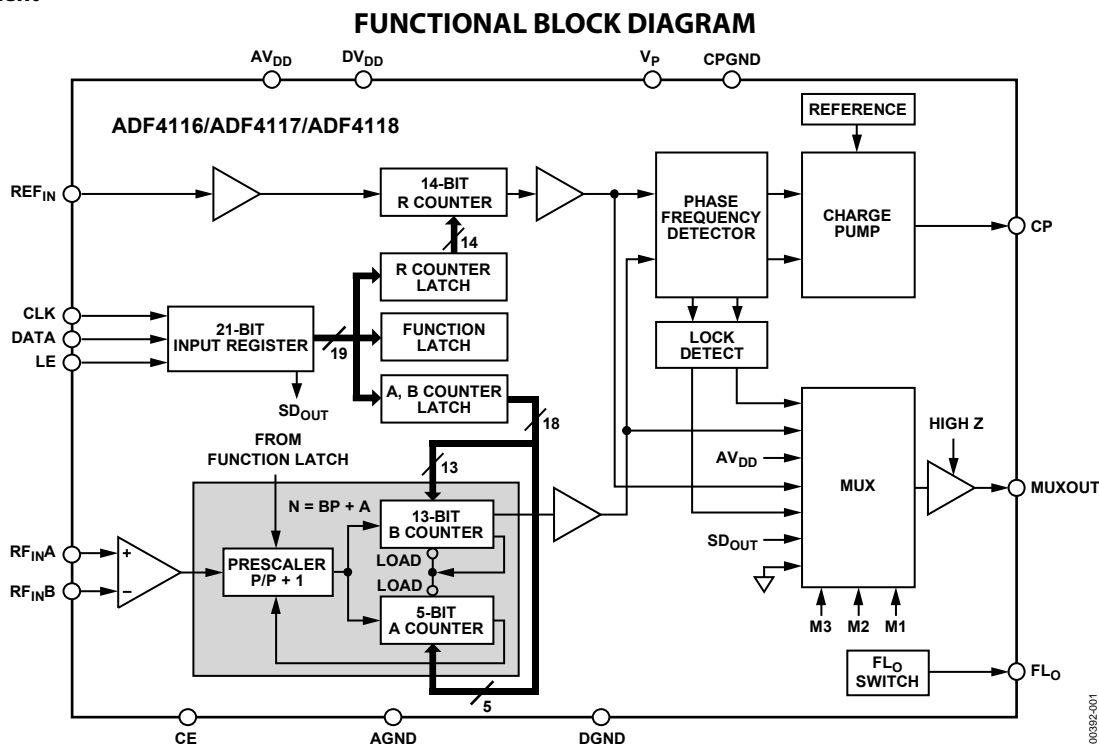 FUNCTIONAL BLOCK DIAGRAM
AVDD
DVDD
VP
CPGND
ADF4116/ADF4117/ADF4118
REFERENCE
REFIN
14-BIT
R COUNTER
PHASE
FREQUENCY
DETECTOR
CHARGE
PUMP
CP
14
R COUNTER
LATCH
CLK
DATA
LE
21-BIT
INPUT REGISTER
19
FUNCTION
LATCH
LOCK
DETECT
A, B COUNTER
LATCH
SDOUT
18
FROM
FUNCTION LATCH
13
HIGH Z
AVDD
MUX
MUXOUT
N = BP + A
13-BIT
B COUNTER
SDOUT
RFINA
RFINB
+
–
PRESCALER
P/P + 1
LOAD
LOAD
5-BIT
A COUNTER
M3
M2
M1
5
FLO
SWITCH
FLO
CE
AGND
DGND
00392-001